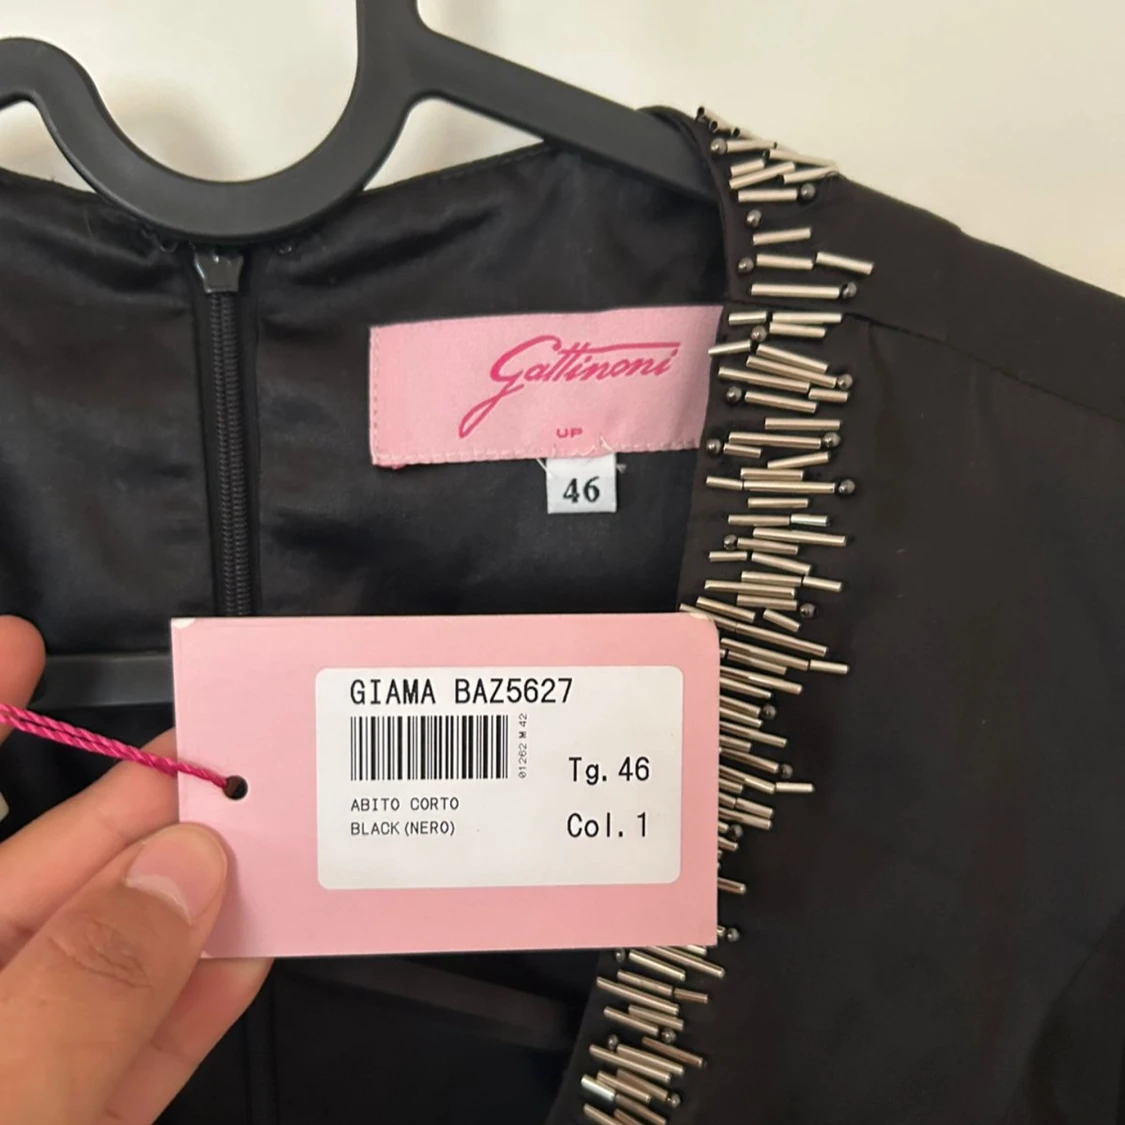 Gattinoni
UP
46
GIAMA BAZ5627
01262 M 42
Tg. 46
ABITO CORTO
BLACK (NERO)
Col. 1